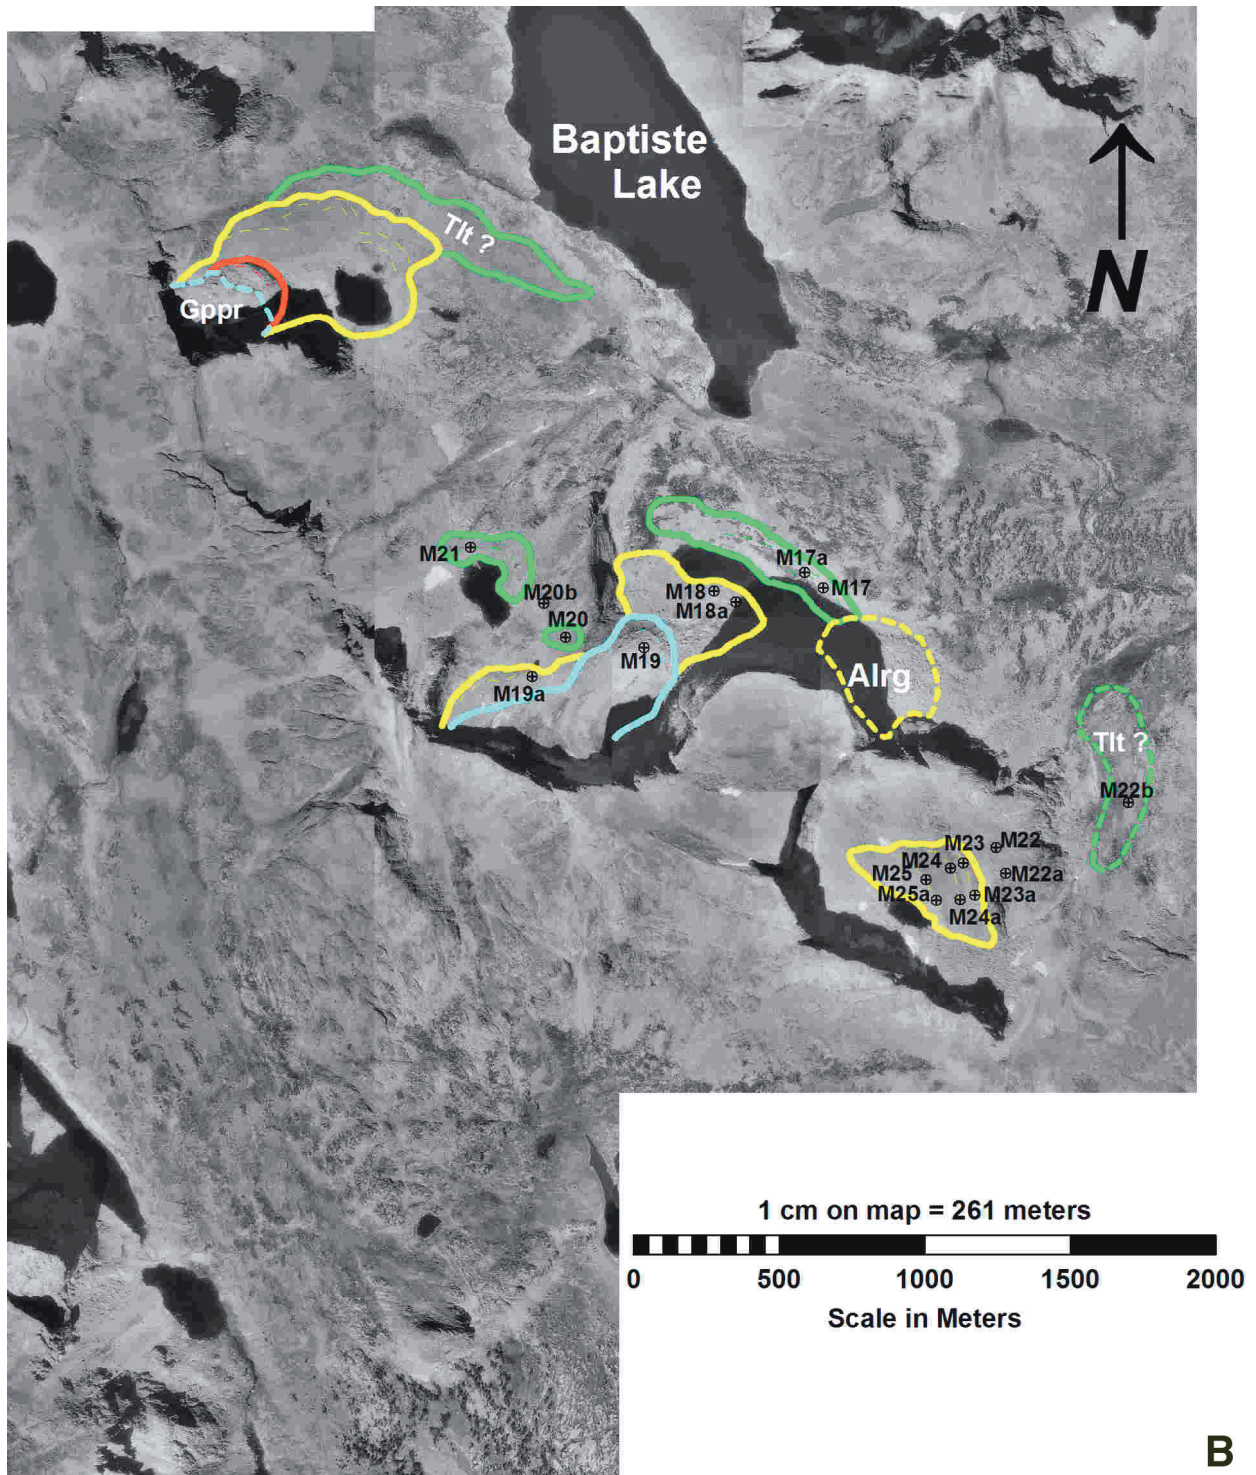 Baptiste
Lake
N
Tlt ?
Gppr
M21
M20b
M20
M17a
M17
M18
M18a
M19
M19a
Alrg
Tlt ?
M22b
M23
M22
M24
M22a
M25
M25a
M23a
M24a
1 cm on map = 261 meters
0 500 1000 1500 2000
Scale in Meters
B